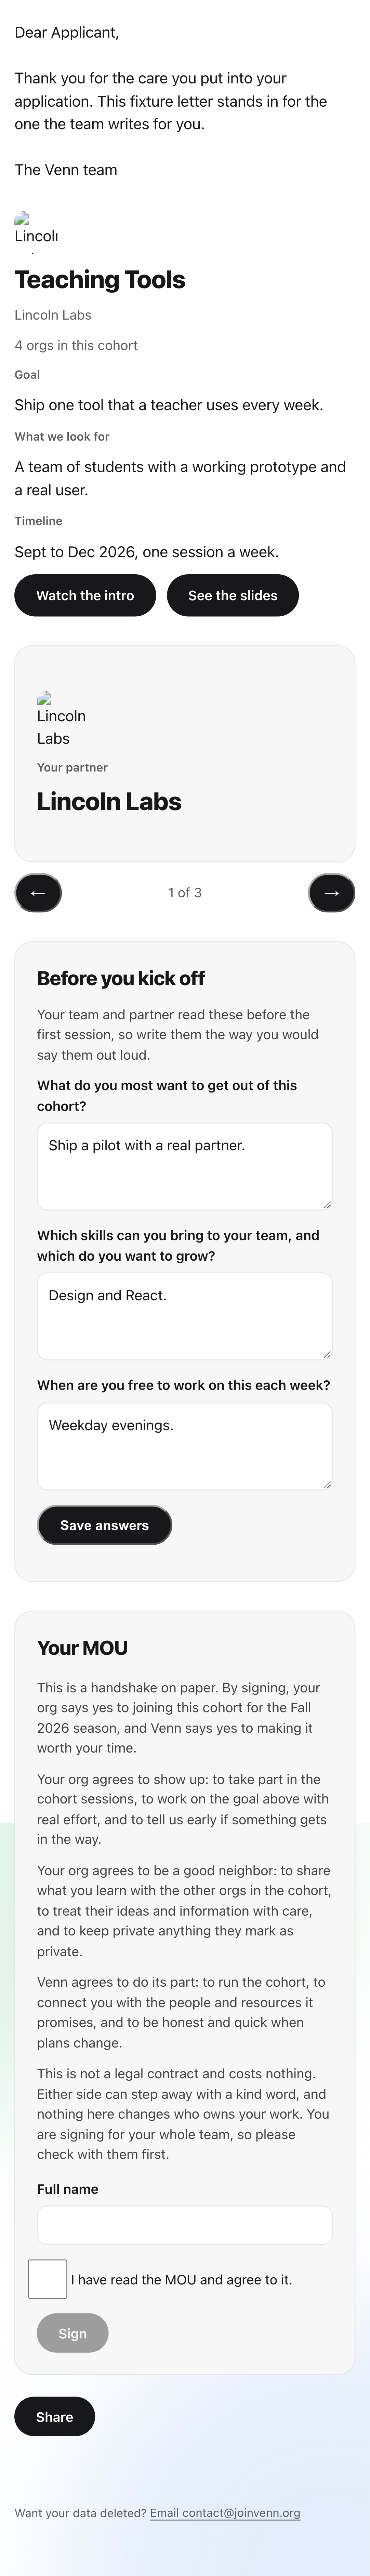 Dear Applicant,
Thank you for the care you put into your
application. This fixture letter stands in for the
one the team writes for you.
The Venn team
Teaching Tools
Lincoln Labs
4 orgs in this cohort
Goal
Ship one tool that a teacher uses every week.
What we look for
A team of students with a working prototype and
a real user.
Timeline
Sept to Dec 2026, one session a week.
Watch the intro
See the slides
Lincoln
Labs
Your partner
Lincoln Labs
←
1 of 3
→
Before you kick off
Your team and partner read these before the
first session, so write them the way you would
say them out loud.
What do you most want to get out of this
cohort?
Ship a pilot with a real partner.
Which skills can you bring to your team, and
which do you want to grow?
Design and React.
When are you free to work on this each week?
Weekday evenings.
Save answers
Your MOU
This is a handshake on paper. By signing, your
org says yes to joining this cohort for the Fall
2026 season, and Venn says yes to making it
worth your time.
Your org agrees to show up: to take part in the
cohort sessions, to work on the goal above with
real effort, and to tell us early if something gets
in the way.
Your org agrees to be a good neighbor: to share
what you learn with the other orgs in the cohort,
to treat their ideas and information with care,
and to keep private anything they mark as
private.
Venn agrees to do its part: to run the cohort, to
connect you with the people and resources it
promises, and to be honest and quick when
plans change.
This is not a legal contract and costs nothing.
Either side can step away with a kind word, and
nothing here changes who owns your work. You
are signing for your whole team, so please
check with them first.
Full name
I have read the MOU and agree to it.
Sign
Share
Want your data deleted? Email contact@joinvenn.org